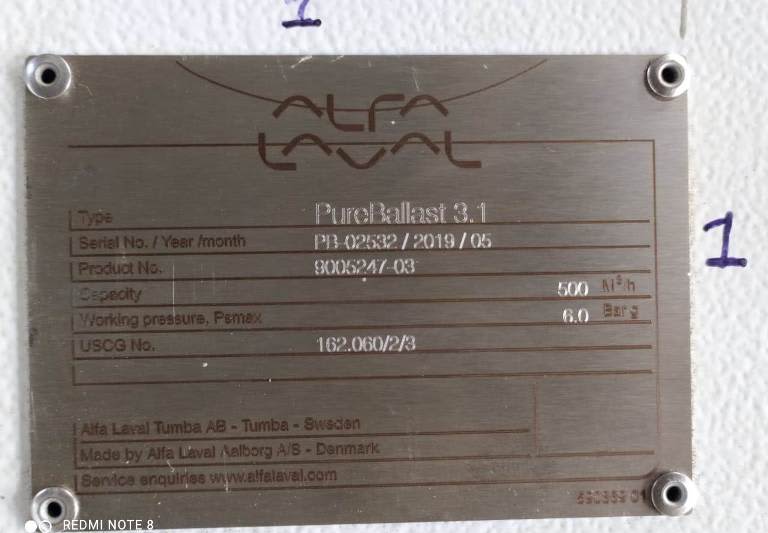 1
ALFA
LAVAL
Type PureBallast 3.1
Serial No. / Year /month PB-02532 / 2019 / 05
1
Product No. 9005247-03
Capacity 500 M³/h
Working pressure, Psmax 6.0 Bar g
USCG No. 162.060/2/3
Alfa Laval Tumba AB - Tumba - Sweden
Made by Alfa Laval Aalborg A/S - Denmark
Service enquiries www.alfalaval.com
REDMI NOTE 8